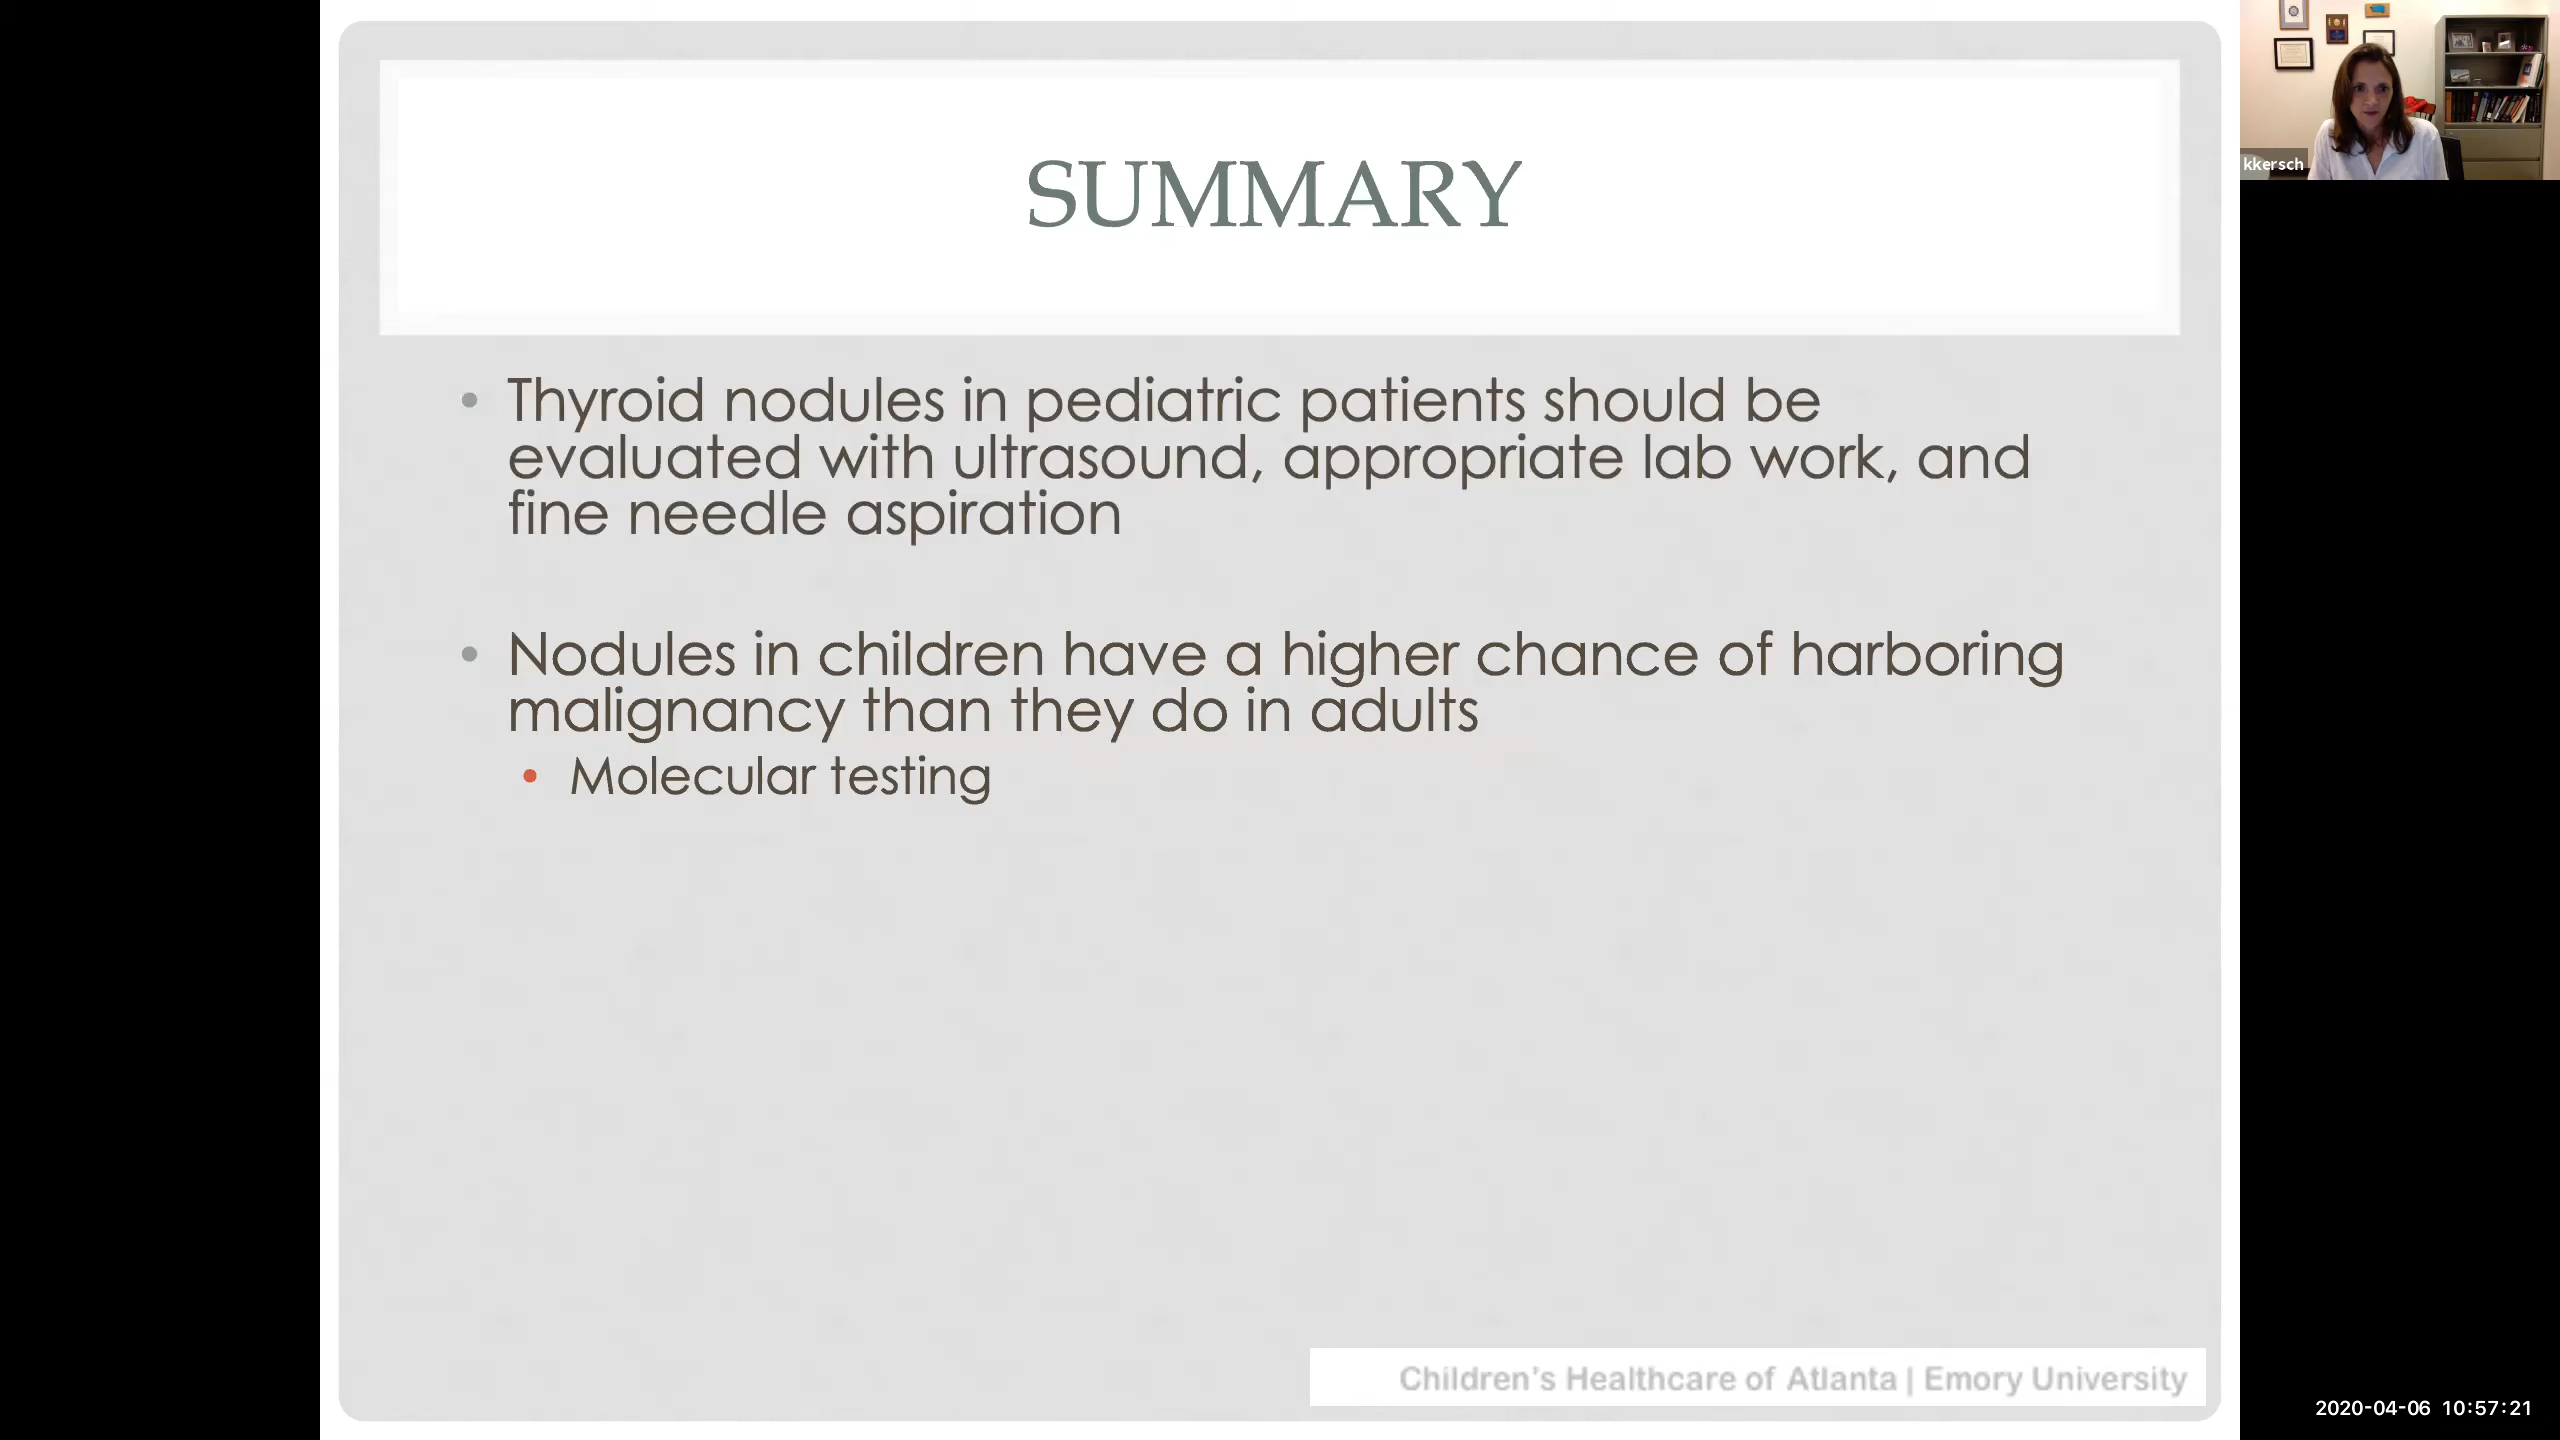 SUMMARY
• Thyroid nodules in pediatric patients should be
evaluated with ultrasound, appropriate lab work, and
fine needle aspiration
• Nodules in children have a higher chance of harboring
malignancy than they do in adults
• Molecular testing
Children's Healthcare of Atlanta | Emory University
kkersch
2020-04-06 10:57:21